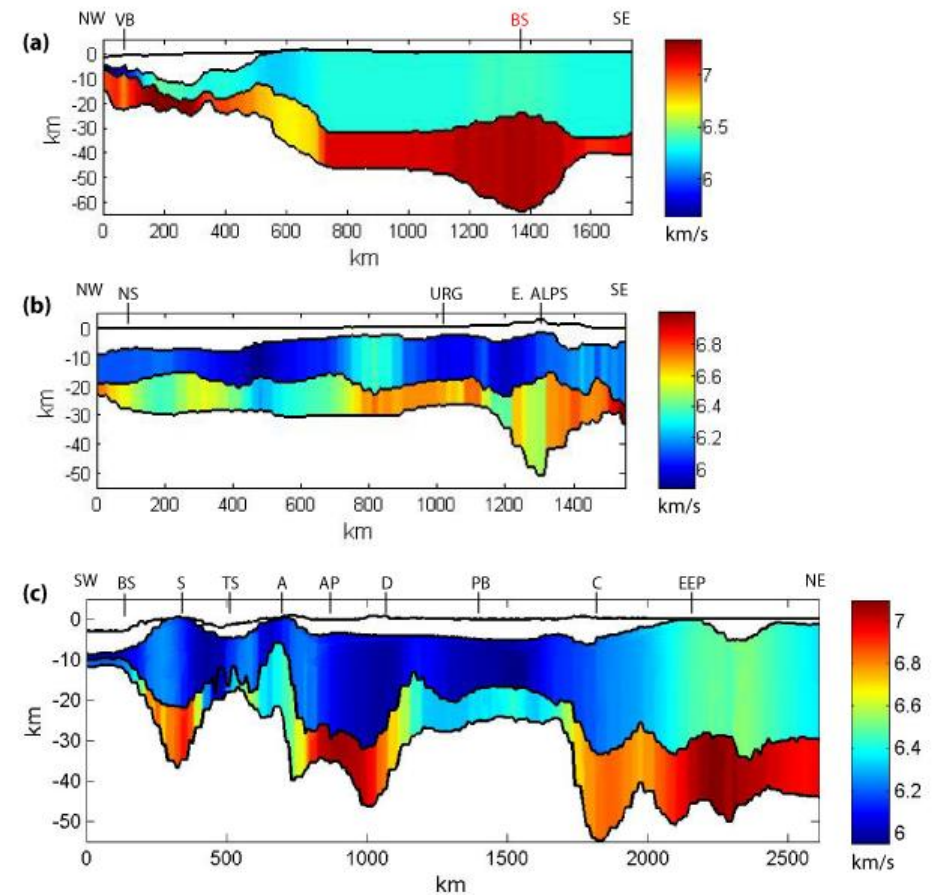 NW VB BS SE
(a)
0
-10
-20
-30
-40
-50
-60
km
0 200 400 600 800 1000 1200 1400 1600
km
7
6.5
6
km/s
NW NS URG E. ALPS SE
(b)
0
-10
-20
-30
-40
-50
km
0 200 400 600 800 1000 1200 1400
km
6.8
6.6
6.4
6.2
6
km/s
SW BS S TS A AP D PB C EEP NE
(c)
0
-10
-20
-30
-40
-50
km
0 500 1000 1500 2000 2500
km
7
6.8
6.6
6.4
6.2
6
km/s